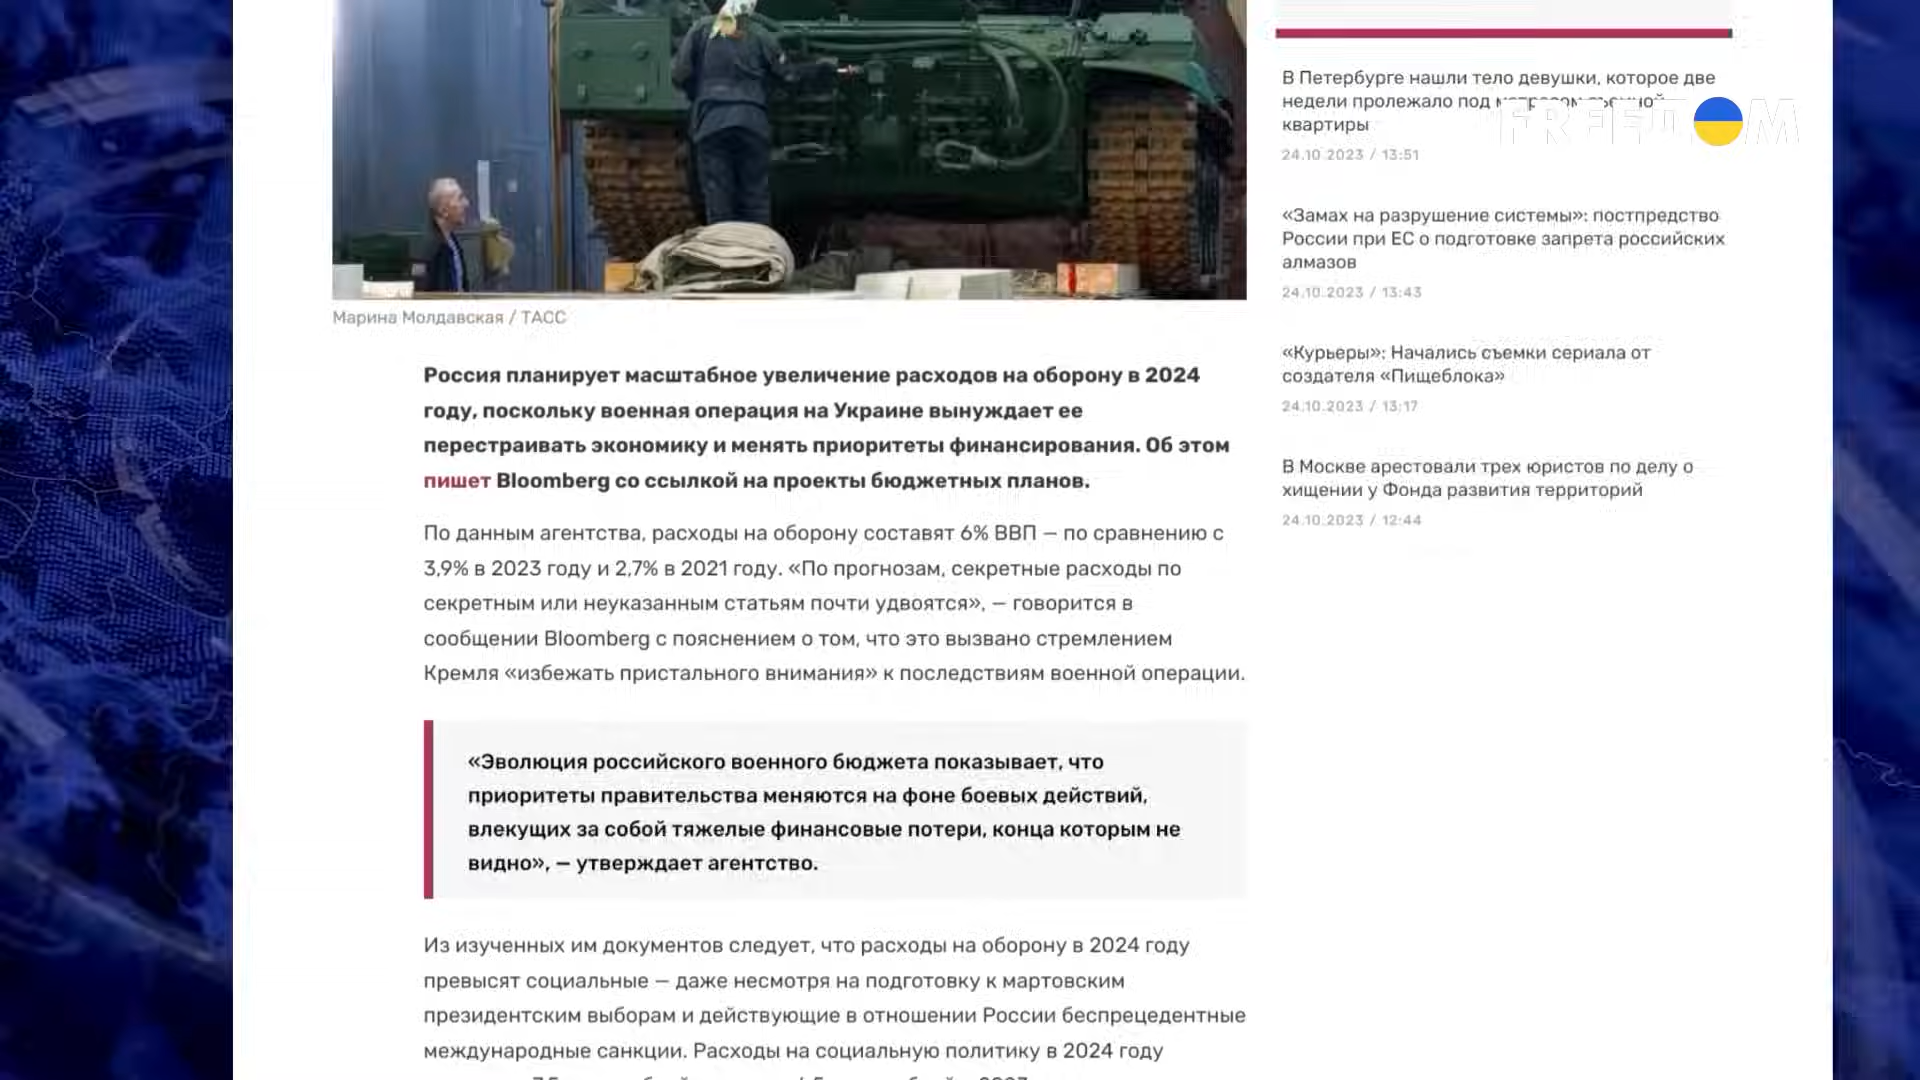 Марина Молдавская / ТАСС
Россия планирует масштабное увеличение расходов на оборону в 2024
году, поскольку военная операция на Украине вынуждает ее
перестраивать экономику и менять приоритеты финансирования. Об этом
пишет Bloomberg со ссылкой на проекты бюджетных планов.
По данным агентства, расходы на оборону составят 6% ВВП — по сравнению с
3,9% в 2023 году и 2,7% в 2021 году. «По прогнозам, секретные расходы по
секретным или неуказанным статьям почти удвоятся», — говорится в
сообщении Bloomberg с пояснением о том, что это вызвано стремлением
Кремля «избежать пристального внимания» к последствиям военной операции.
«Эволюция российского военного бюджета показывает, что
приоритеты правительства меняются на фоне боевых действий,
влекущих за собой тяжелые финансовые потери, конца которым не
видно», — утверждает агентство.
Из изученных им документов следует, что расходы на оборону в 2024 году
превысят социальные — даже несмотря на подготовку к мартовским
президентским выборам и действующие в отношении России беспрецедентные
международные санкции. Расходы на социальную политику в 2024 году
В Петербурге нашли тело девушки, которое две
недели пролежало под матрасом съемной
квартиры
24.10.2023 / 13:51
FREEDOM
«Замах на разрушение системы»: постпредство
России при ЕС о подготовке запрета российских
алмазов
24.10.2023 / 13:43
«Курьеры»: Начались съемки сериала от
создателя «Пищеблока»
24.10.2023 / 13:17
В Москве арестовали трех юристов по делу о
хищении у Фонда развития территорий
24.10.2023 / 12:44